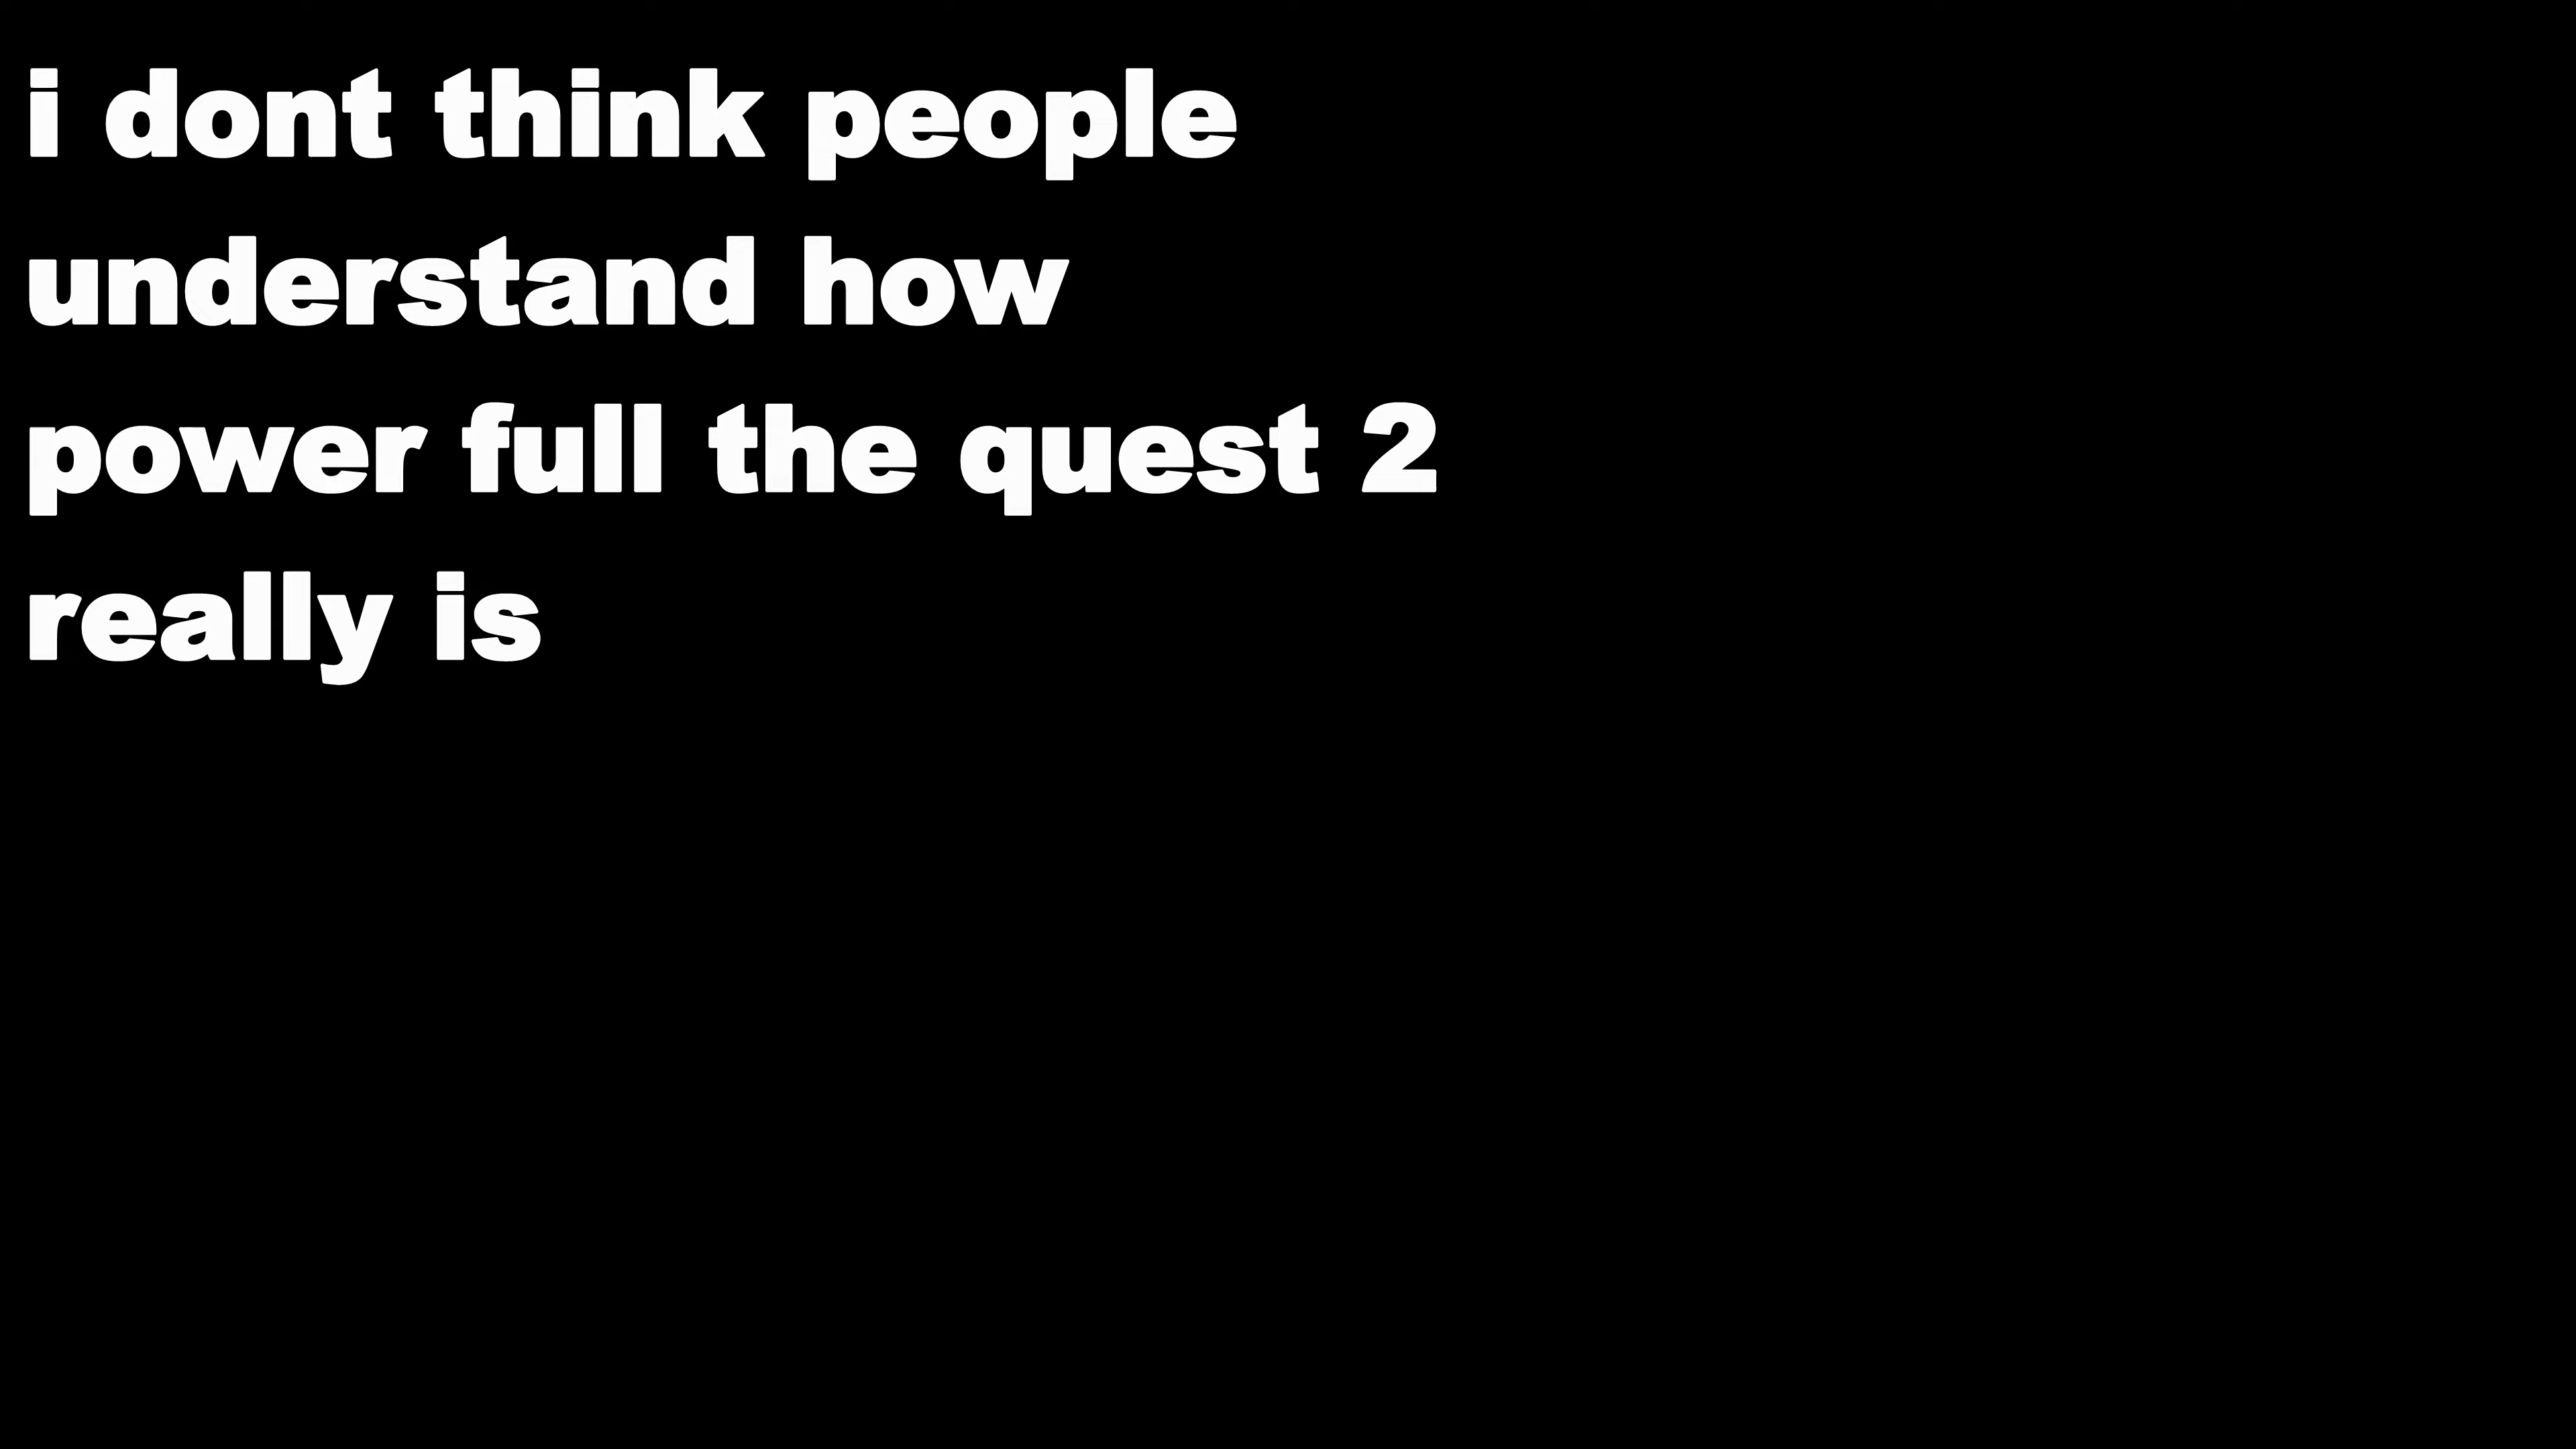 i dont think people
understand how
power full the quest 2
really is